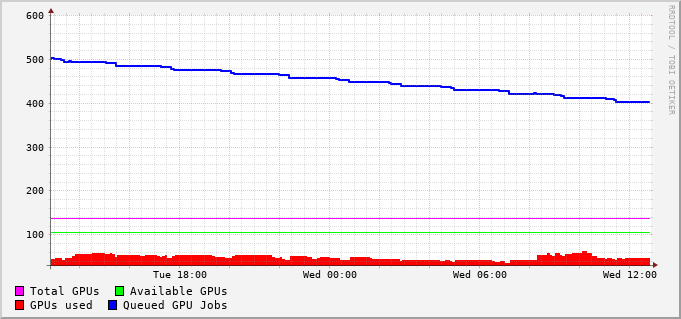 600
500
400
300
200
100
Tue 18:00 Wed 00:00 Wed 06:00 Wed 12:00
Total GPUs Available GPUs
GPUs used Queued GPU Jobs
RRDTOOL / TOBI OETIKER